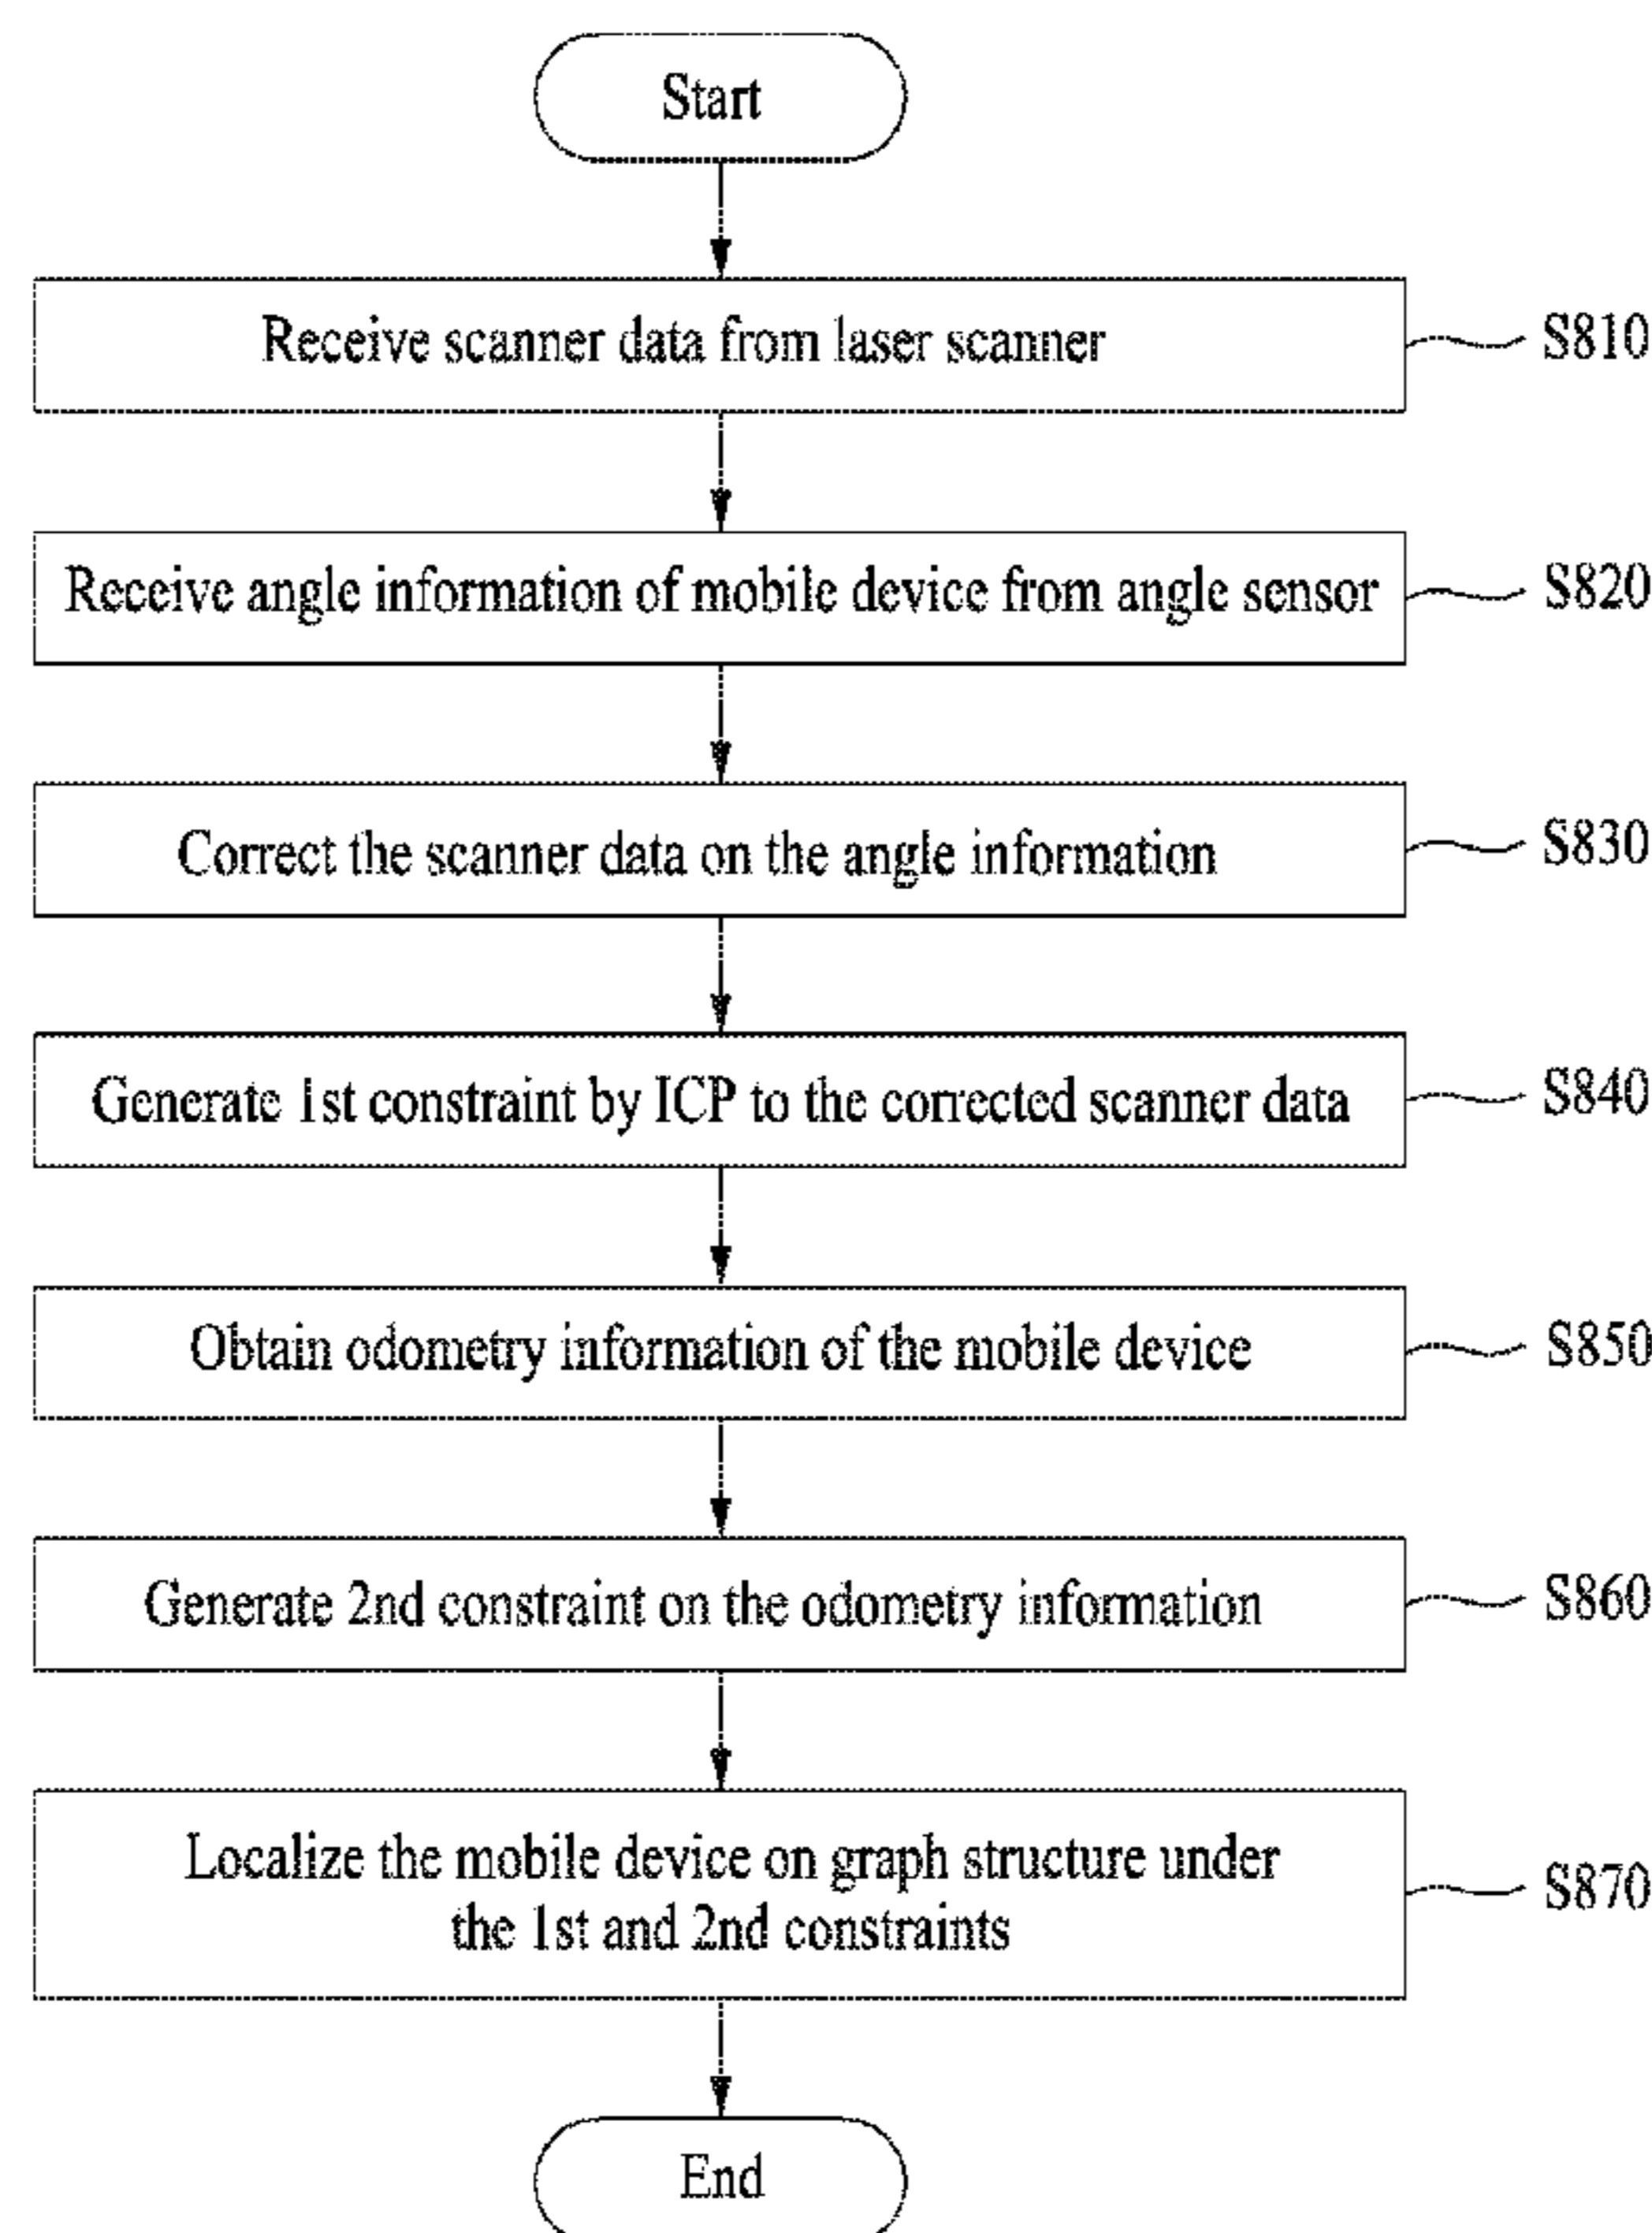 Start
Receive scanner data from laser scanner
S810
Receive angle information of mobile device from angle sensor
S820
Correct the scanner data on the angle information
S830
Generate 1st constraint by ICP to the corrected scanner data
S840
Obtain odometry information of the mobile device
S850
Generate 2nd constraint on the odometry information
S860
Localize the mobile device on graph structure under
the 1st and 2nd constraints
S870
End